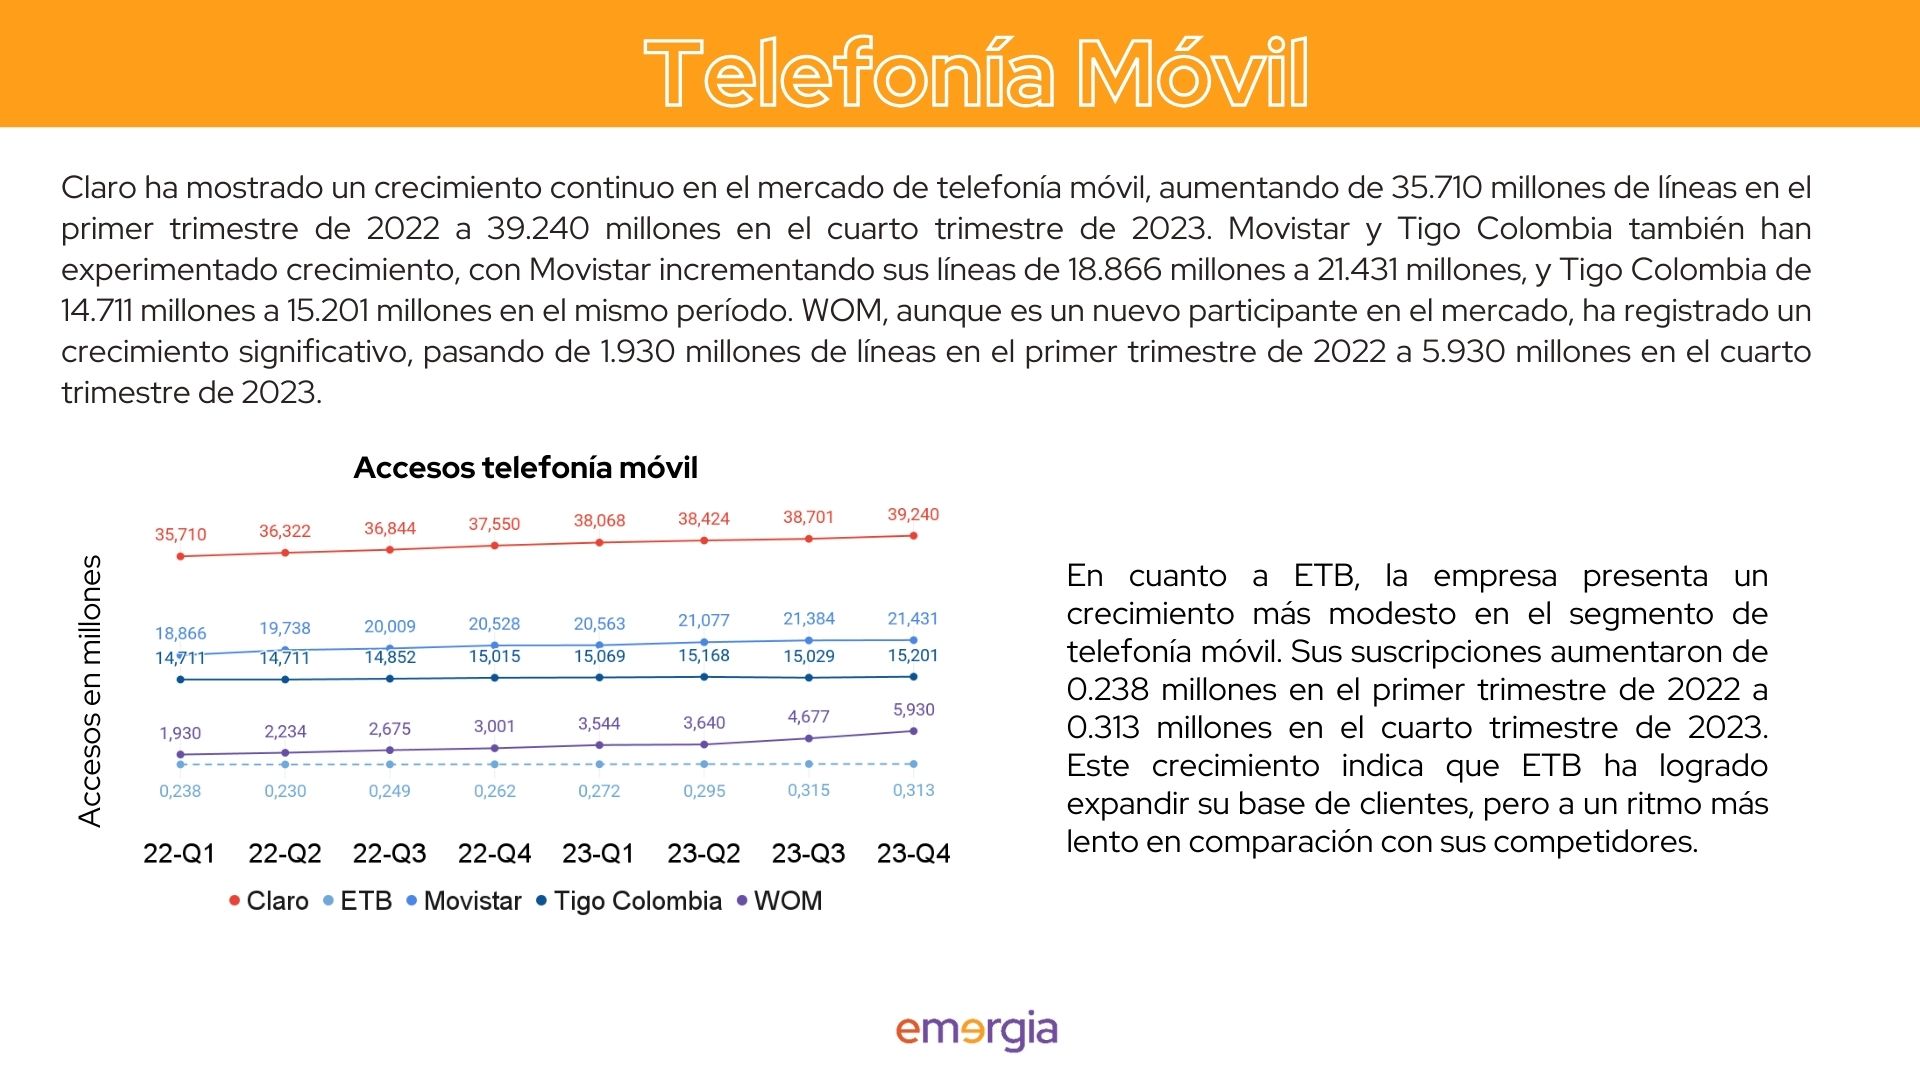 Telefonía Móvil
Claro ha mostrado un crecimiento continuo en el mercado de telefonía móvil, aumentando de 35.710 millones de líneas en el
primer trimestre de 2022 a 39.240 millones en el cuarto trimestre de 2023. Movistar y Tigo Colombia también han
experimentado crecimiento, con Movistar incrementando sus líneas de 18.866 millones a 21.431 millones, y Tigo Colombia de
14.711 millones a 15.201 millones en el mismo período. WOM, aunque es un nuevo participante en el mercado, ha registrado un
crecimiento significativo, pasando de 1.930 millones de líneas en el primer trimestre de 2022 a 5.930 millones en el cuarto
trimestre de 2023.
Accesos telefonía móvil
Accesos en millones
35,710 36,322 36,844 37,550 38,068 38,424 38,701 39,240
18,866 19,738 20,009 20,528 20,563 21,077 21,384 21,431
14,711 14,711 14,852 15,015 15,069 15,168 15,029 15,201
1,930 2,234 2,675 3,001 3,544 3,640 4,677 5,930
0,238 0,230 0,249 0,262 0,272 0,295 0,315 0,313
22-Q1 22-Q2 22-Q3 22-Q4 23-Q1 23-Q2 23-Q3 23-Q4
Claro ETB Movistar Tigo Colombia WOM
En cuanto a ETB, la empresa presenta un
crecimiento más modesto en el segmento de
telefonía móvil. Sus suscripciones aumentaron de
0.238 millones en el primer trimestre de 2022 a
0.313 millones en el cuarto trimestre de 2023.
Este crecimiento indica que ETB ha logrado
expandir su base de clientes, pero a un ritmo más
lento en comparación con sus competidores.
emergia